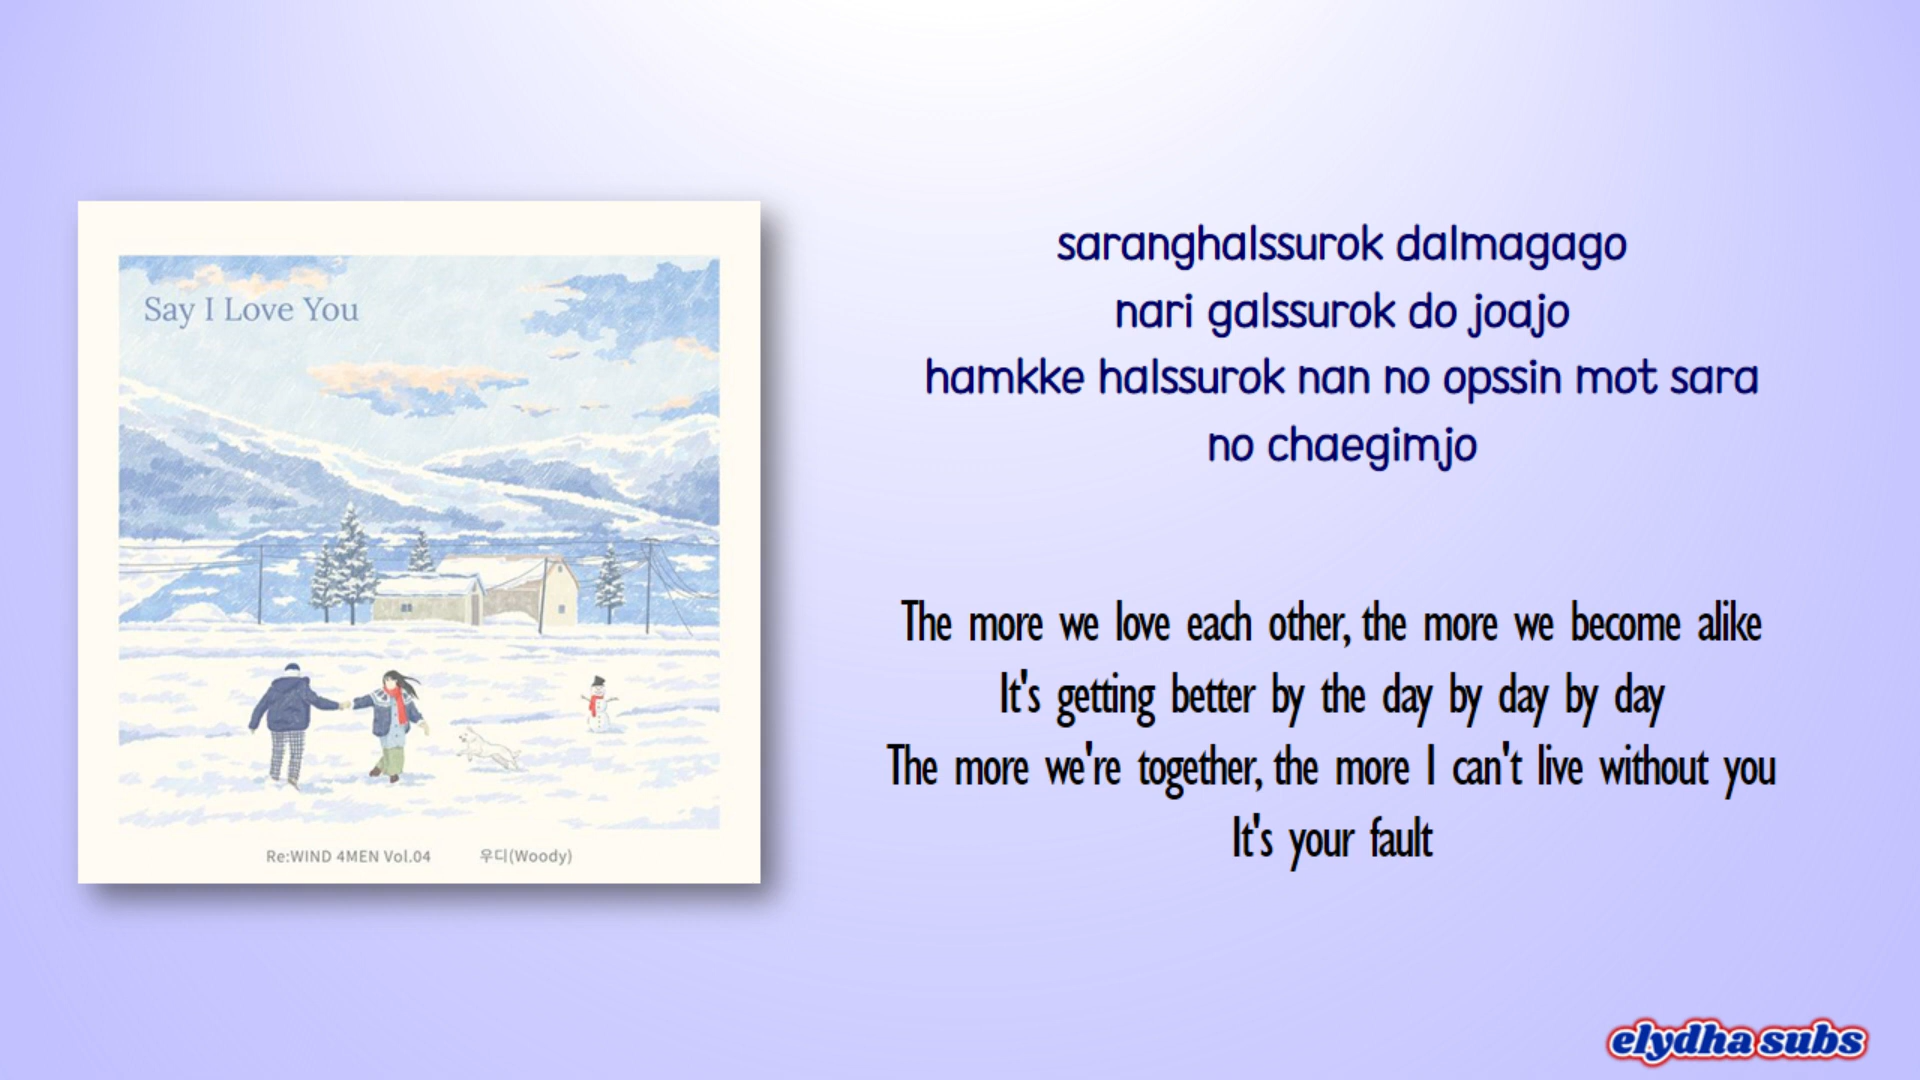 Say I Love You
Re:WIND 4MEN Vol.04 우디(Woody)
saranghalssurok dalmagago
nari galssurok do joajo
hamkke halssurok nan no opssin mot sara
no chaegimjo
The more we love each other, the more we become alike
It's getting better by the day by day by day
The more we're together, the more I can't live without you
It's your fault
elydha subs